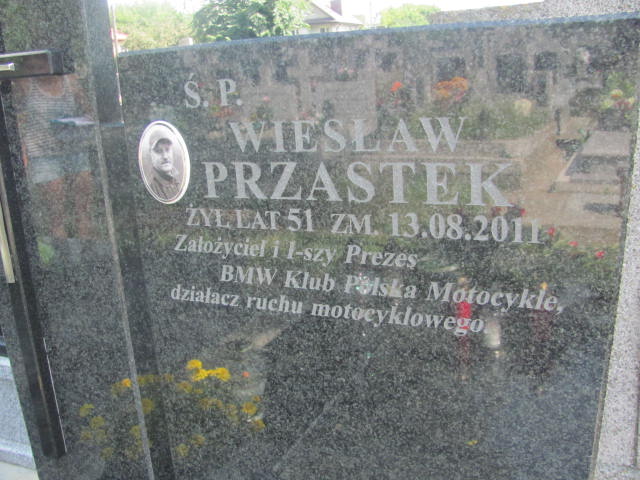 Ś. P.
WIESŁAW
PRZASTEK
ŻYŁ LAT 51 ZM. 13.08.2011
Założyciel i 1-szy Prezes
BMW Klub Polska Motocykle,
działacz ruchu motocyklowego